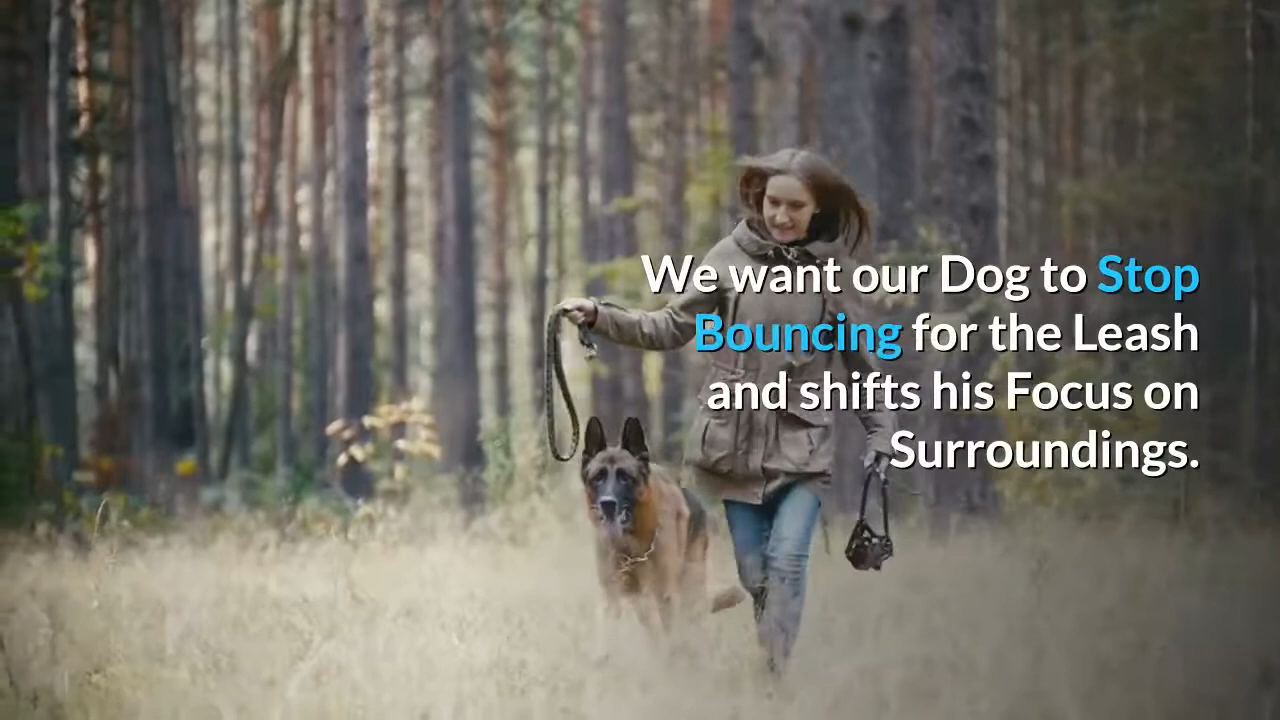 We want our Dog to Stop
Bouncing for the Leash
and shifts his Focus on
Surroundings.